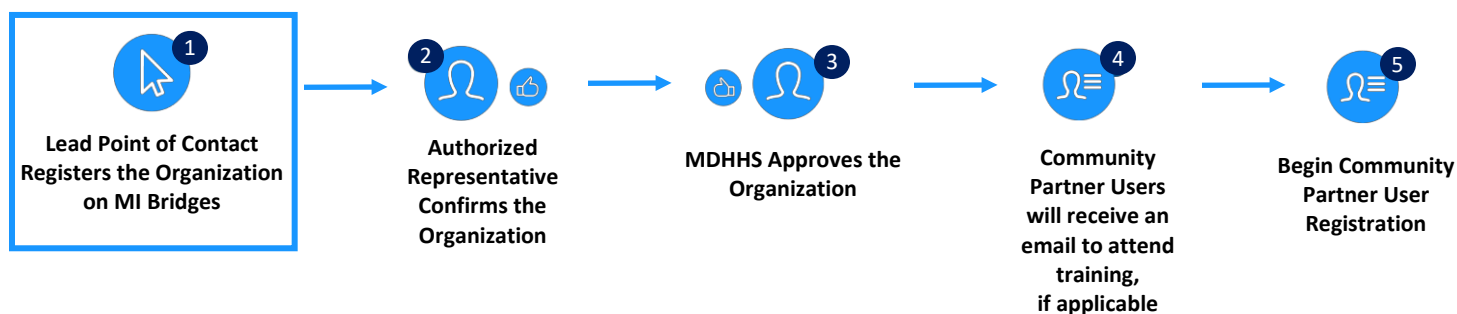 1
Lead Point of Contact
Registers the Organization
on MI Bridges
2
Authorized
Representative
Confirms the
Organization
3
MDHHS Approves the
Organization
4
Community
Partner Users
will receive an
email to attend
training,
if applicable
5
Begin Community
Partner User
Registration